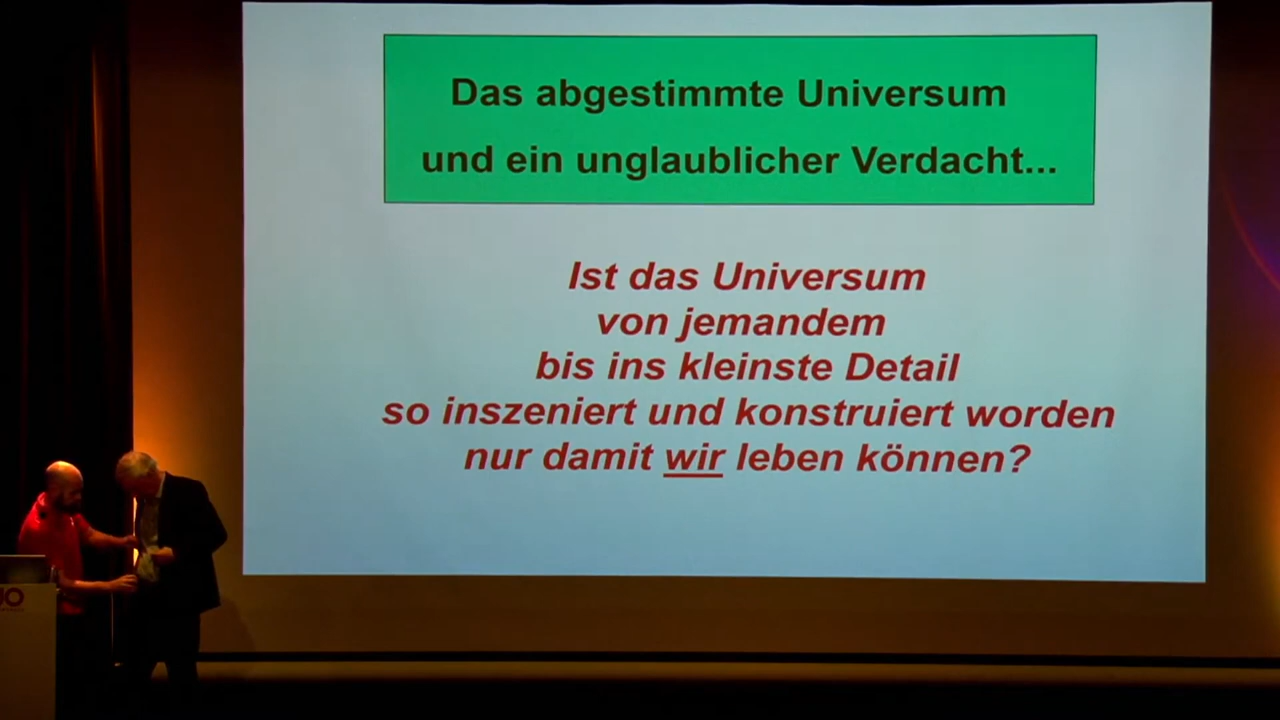 Das abgestimmte Universum
und ein unglaublicher Verdacht...
Ist das Universum
von jemandem
bis ins kleinste Detail
so inszeniert und konstruiert worden
nur damit wir leben können?